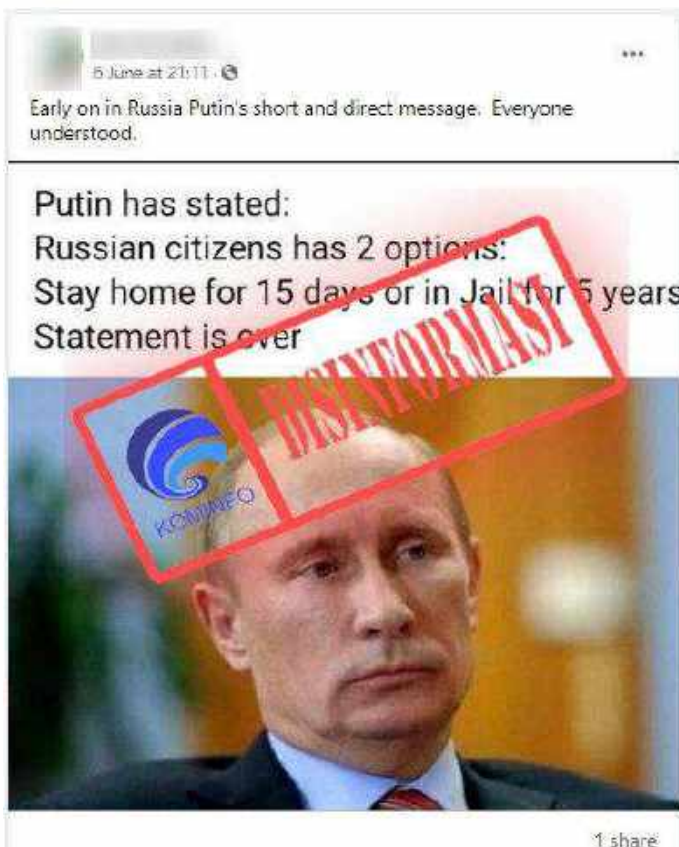 6 June at 21:11 ·
Early on in Russia Putin's short and direct message. Everyone
understood.
Putin has stated:
Russian citizens has 2 options:
Stay home for 15 days or in Jail for 5 years
Statement is over
DISINFORMASI
KOMINFO
1 share